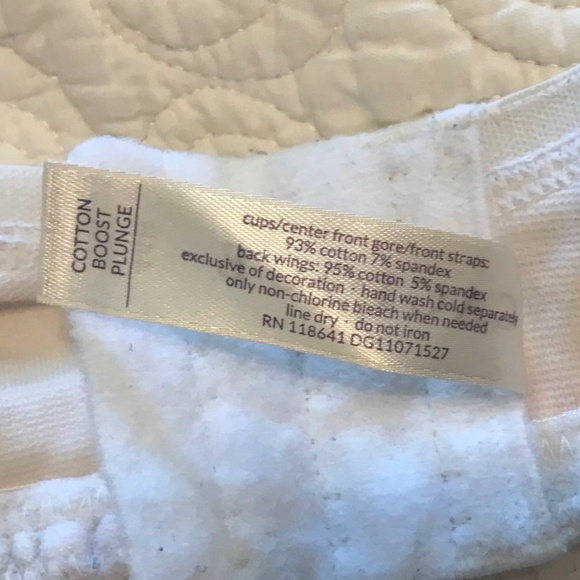 COTTON
BOOST
PLUNGE
cups/center front gore/front straps:
93% cotton 7% spandex
back wings: 95% cotton 5% spandex
exclusive of decoration · hand wash cold separately
only non-chlorine bleach when needed
line dry · do not iron
RN 118641 DG11071527